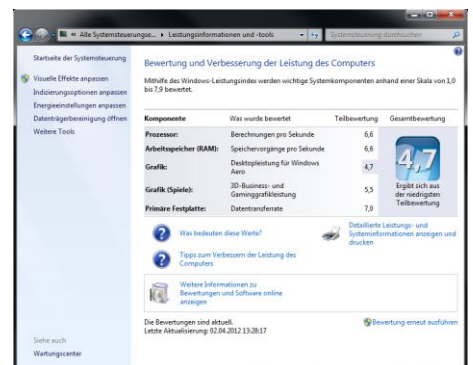 « Alle Systemsteuerungse... ▸ Leistungsinformationen und -tools
Systemsteuerung durchsuchen
Startseite der Systemsteuerung
Visuelle Effekte anpassen
Indizierungsoptionen anpassen
Energieeinstellungen anpassen
Datenträgerbereinigung öffnen
Weitere Tools
Bewertung und Verbesserung der Leistung des Computers
Mithilfe des Windows-Leistungsindex werden wichtige Systemkomponenten anhand einer Skala von 1,0
bis 7,9 bewertet.
Komponente Was wurde bewertet Teilbewertung Gesamtbewertung
Prozessor: Berechnungen pro Sekunde 6,6
Arbeitsspeicher (RAM): Speichervorgänge pro Sekunde 6,6
Grafik: Desktopleistung für Windows Aero 4,7
Grafik (Spiele): 3D-Business- und Gaminggrafikleistung 5,5
Primäre Festplatte: Datentransferrate 7,0
4,7
Ergibt sich aus
der niedrigsten
Teilbewertung
Was bedeuten diese Werte?
Detaillierte
Leistungs- und
Systeminformationen anzeigen und
drucken
Tipps zum Verbessern der Leistung des
Computers
Weitere Informationen zu
Bewertungen und Software online
anzeigen
Die Bewertungen sind aktuell.
Letzte Aktualisierung: 02.04.2012 13:28:17
Bewertung erneut ausführen
Siehe auch
Wartungscenter